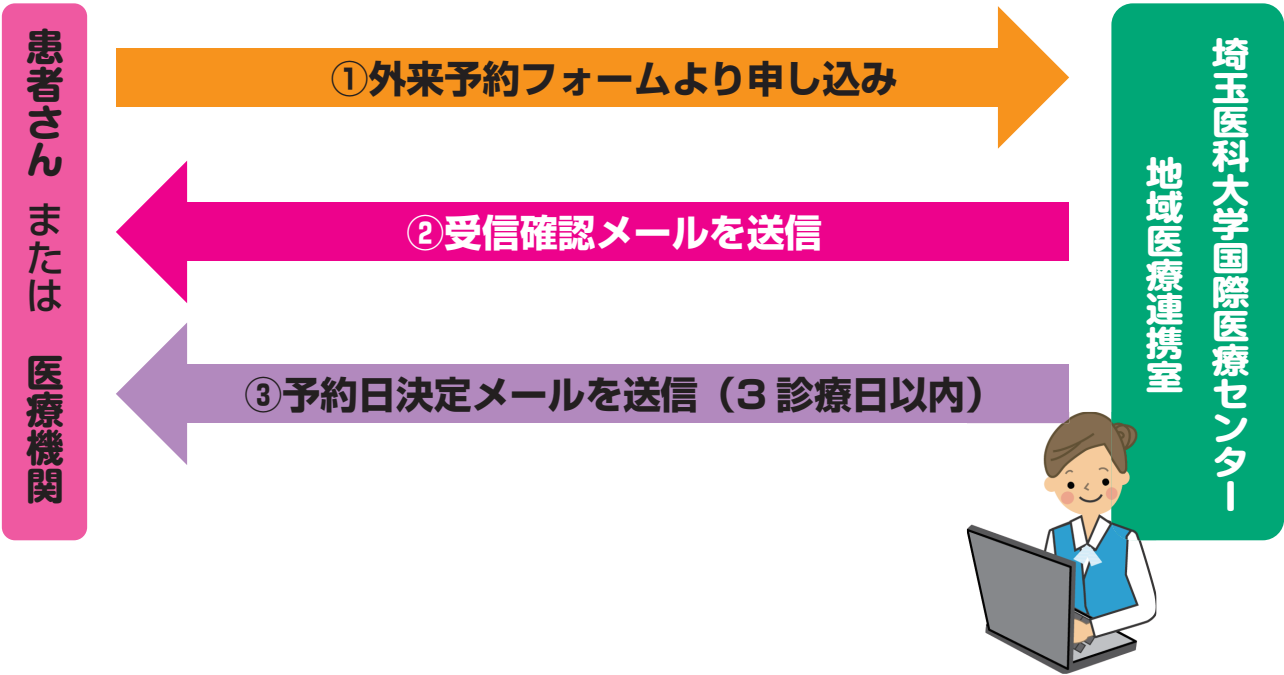 患者さん または 医療機関
①外来予約フォームより申し込み
②受信確認メールを送信
③予約日決定メールを送信（3 診療日以内）
埼玉医科大学国際医療センター
地域医療連携室